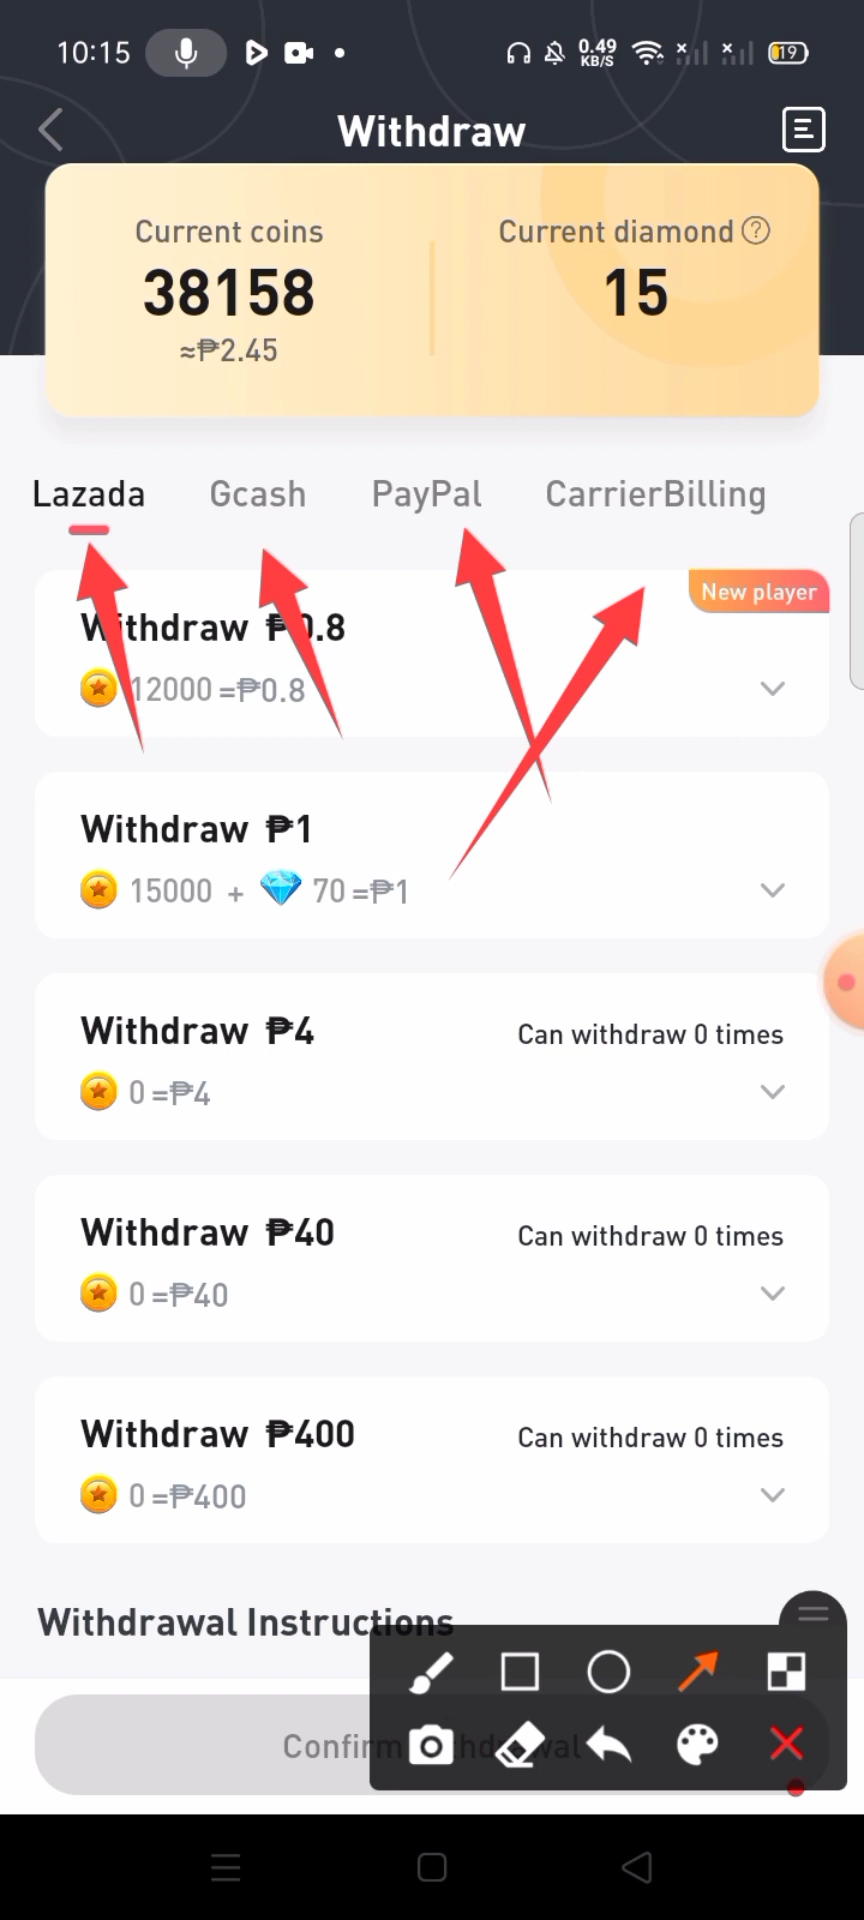 10:15
0.49
KB/S
19
Withdraw
Current coins
Current diamond ?
38158
15
≈₱2.45
Lazada Gcash PayPal CarrierBilling
New player
Withdraw ₱0.8
12000=₱0.8
Withdraw ₱1
15000 + 70=₱1
Withdraw ₱4
Can withdraw 0 times
0=₱4
Withdraw ₱40
Can withdraw 0 times
0=₱40
Withdraw ₱400
Can withdraw 0 times
0=₱400
Withdrawal Instructions
Confirm Withdrawal